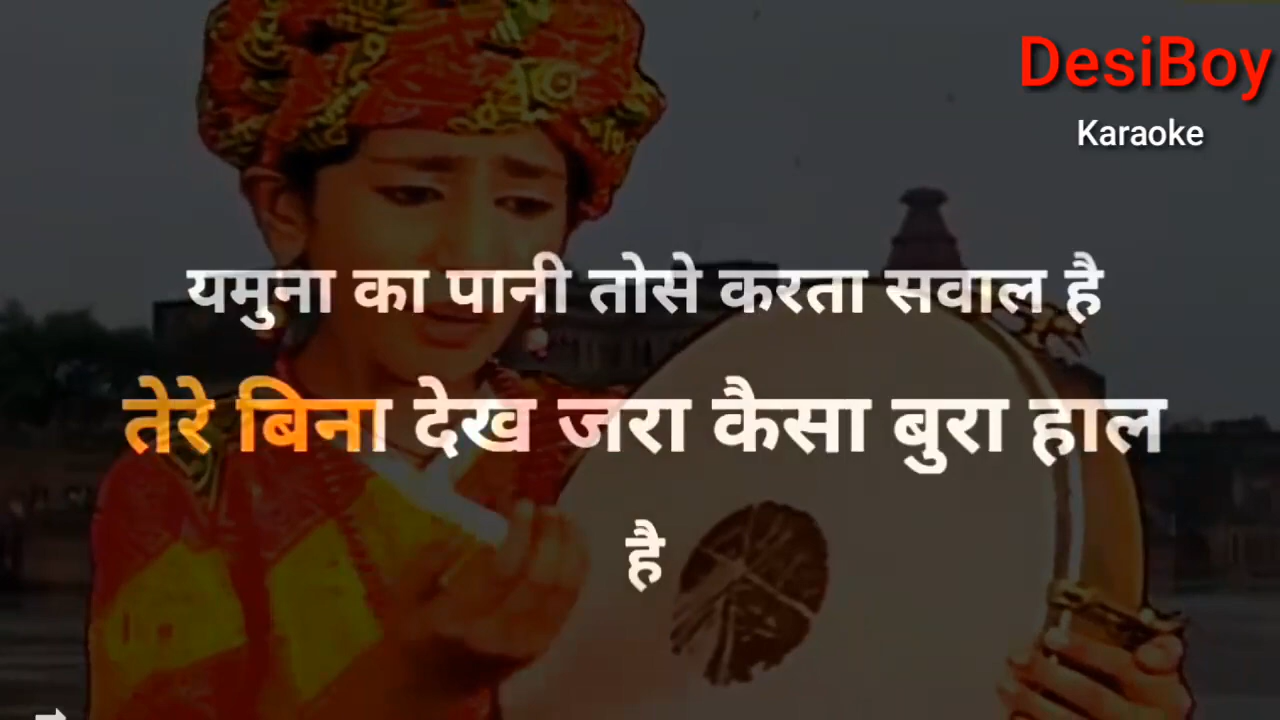 DesiBoy
Karaoke
यमुना का पानी तोसे करता सवाल है
तेरे बिना देख जरा कैसा बुरा हाल
है